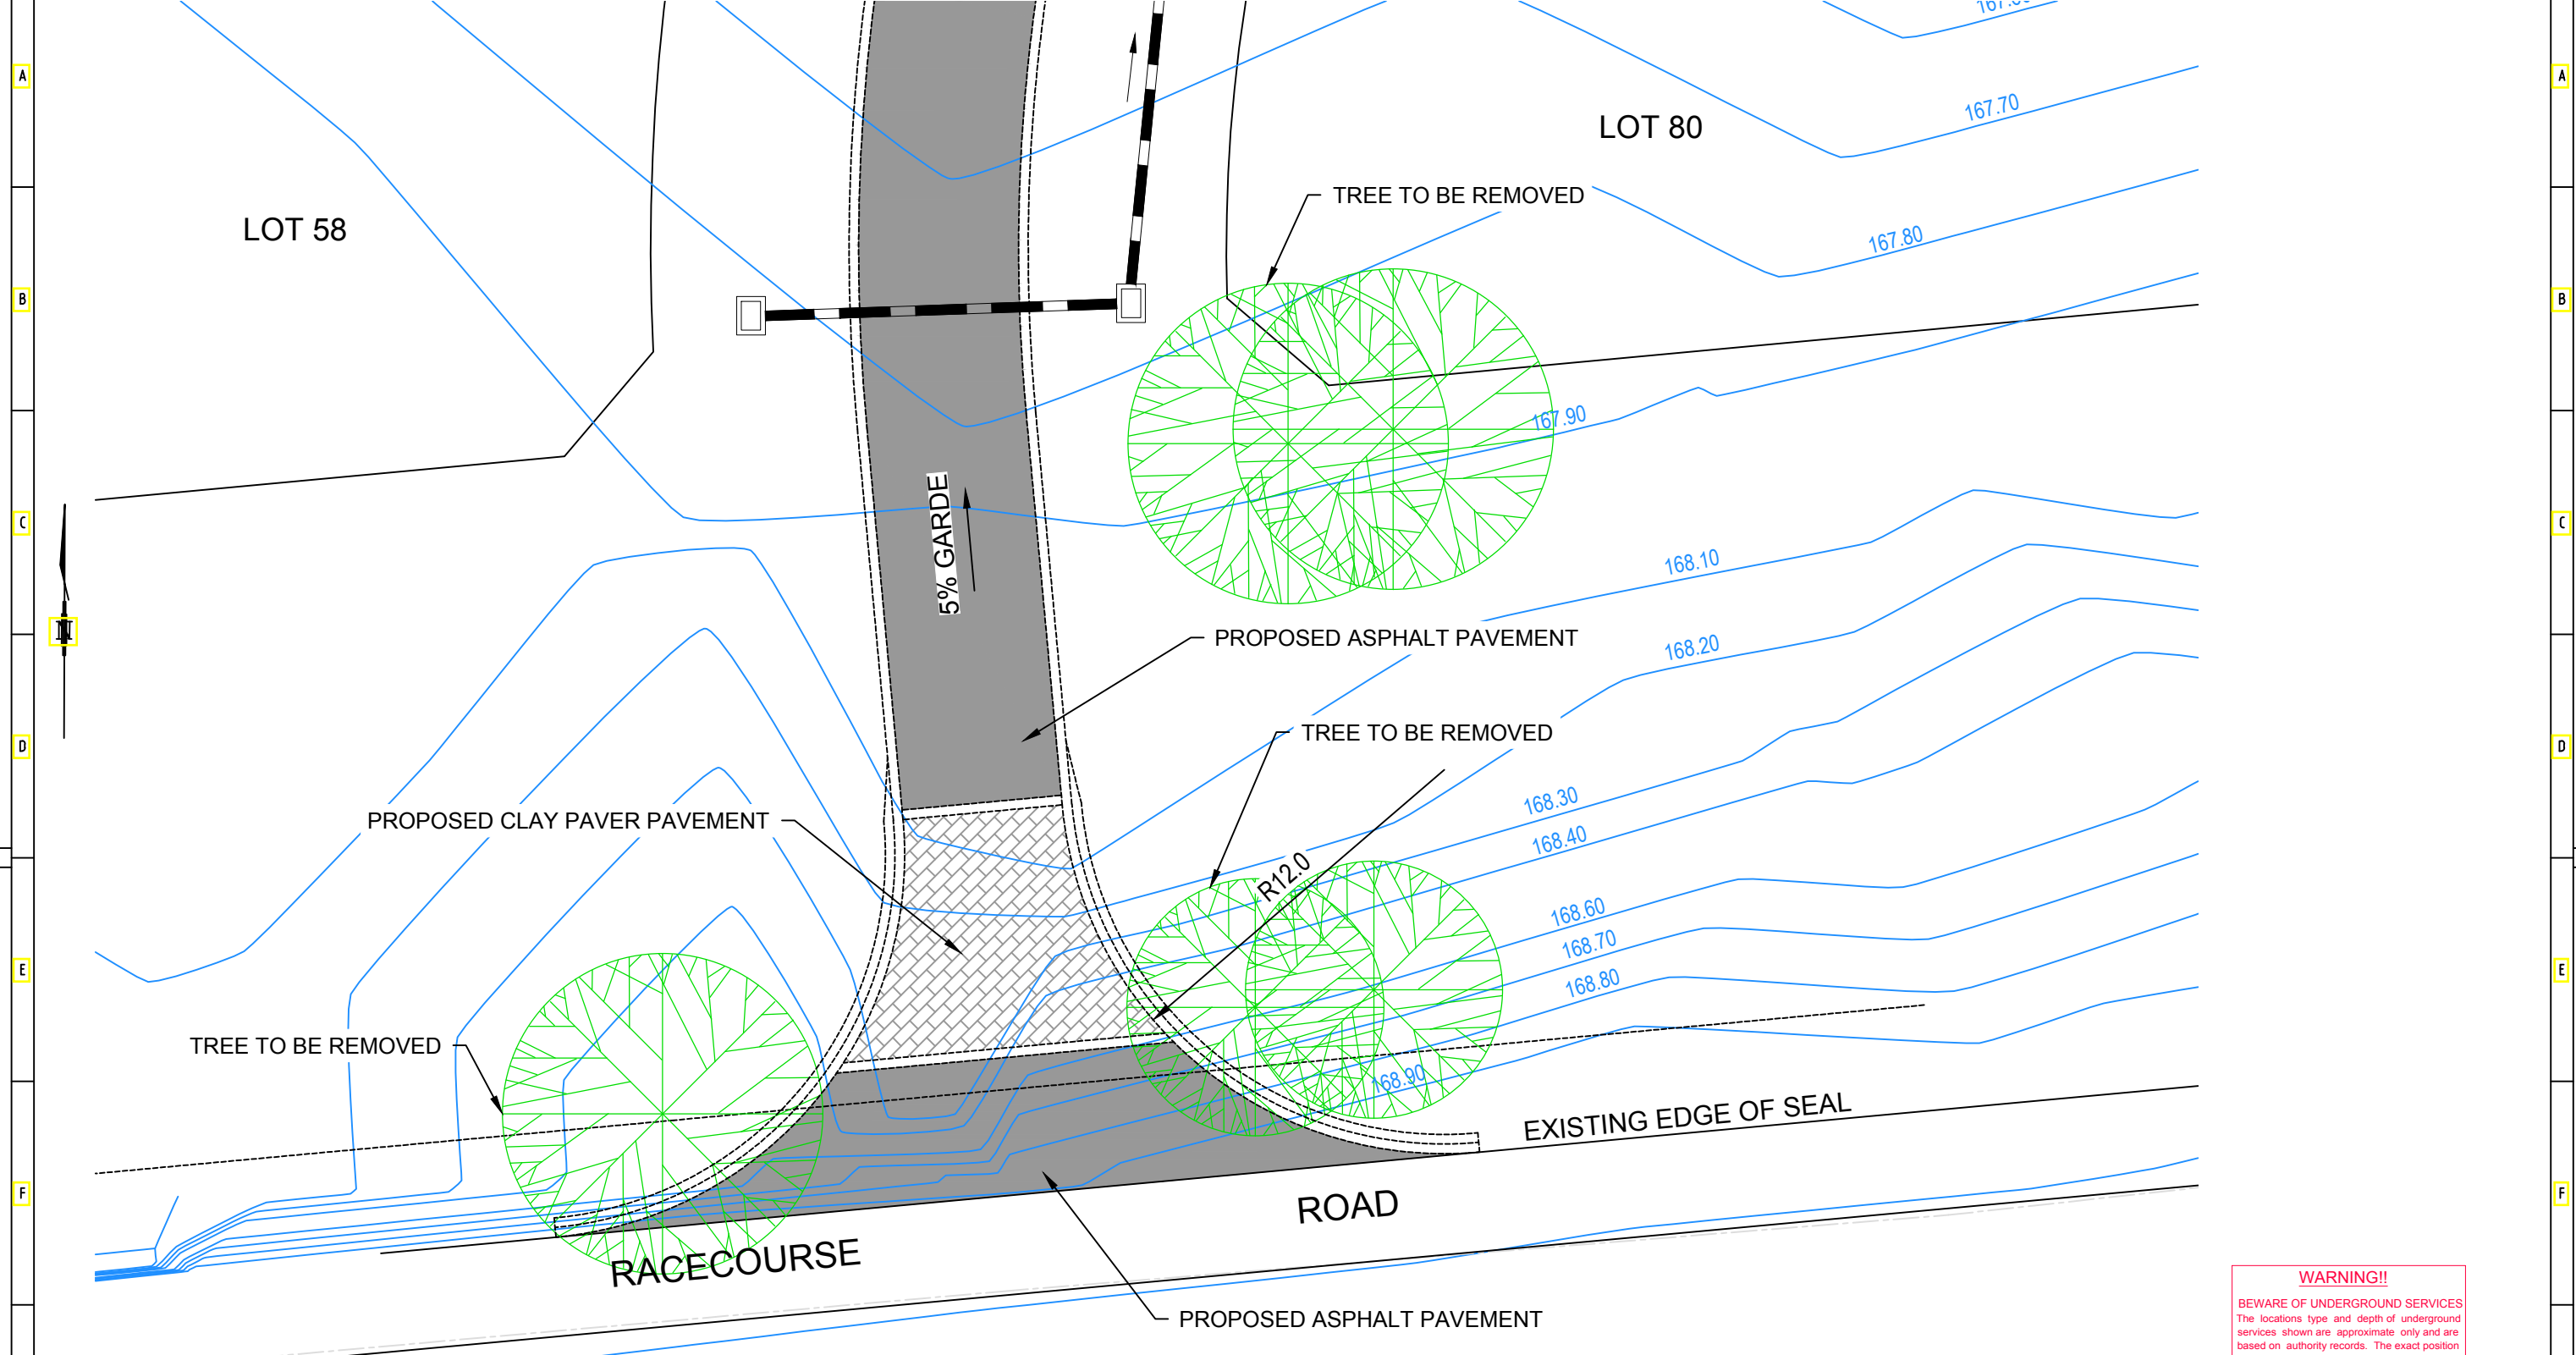 A
A
167.70
LOT 80
TREE TO BE REMOVED
LOT 58
167.80
B
B
167.90
5% GARDE
C
C
168.10
N
PROPOSED ASPHALT PAVEMENT
168.20
TREE TO BE REMOVED
D
D
168.30
PROPOSED CLAY PAVER PAVEMENT
168.40
R12.0
168.60
168.70
E
E
168.80
TREE TO BE REMOVED
168.90
EXISTING EDGE OF SEAL
F
F
RACECOURSE ROAD
PROPOSED ASPHALT PAVEMENT
WARNING!!
BEWARE OF UNDERGROUND SERVICES
The locations type and depth of underground
services shown are approximate only and are
based on authority records. The exact position